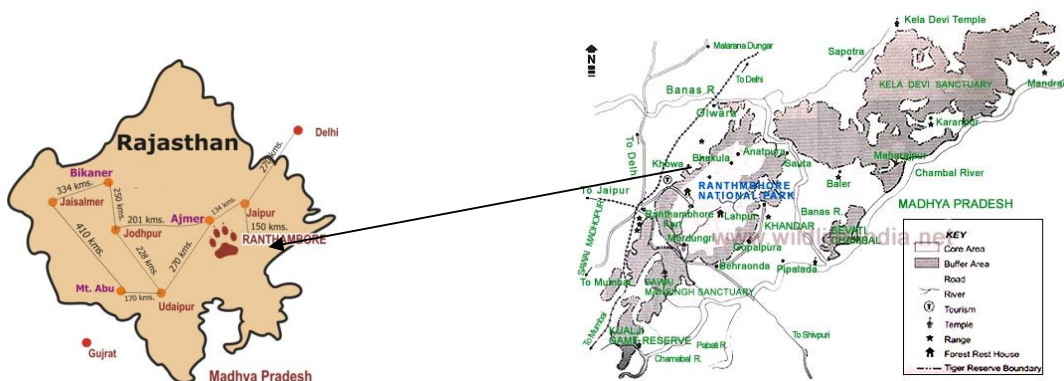 Rajasthan
Delhi
270 kms.
Bikaner
334 kms.
Jaisalmer
250 kms.
Ajmer
134 kms.
Jaipur
201 kms.
Jodhpur
150 kms.
RANTHAMBORE
410 kms.
228 kms.
270 kms.
Mt. Abu
170 kms.
Udaipur
Gujrat
Madhya Pradesh
N
Malarana Dungar
To Delhi
Kela Devi Temple
Sapotra
KELA DEVI SANCTUARY
Mandra
Banas R.
Olwara
Karanpur
To Delhi
Khowa
Bhakula
Anatpura
Sauta
Maharajpur
Chambal River
Baler
To Jaipur
RANTHMBHORE
NATIONAL PARK
MADHYA PRADESH
SAWAI MADHOPUR
Ranthambhore
Fort
Lahpur
KHANDAR
Banas R.
Mordungri
Gopalpura
www.wildlifeindia.net
Behraonda
Pipalada
To Mumbai
SAWAI
MANSINGH SANCTUARY
To Mumbai
KUALJI
GAME RESERVE
Chamabal R.
Pabati R.
To Shivpuri
KEY
Core Area
Buffer Area
Road
River
Tourism
Temple
Range
Forest Rest House
Tiger Reserve Boundary